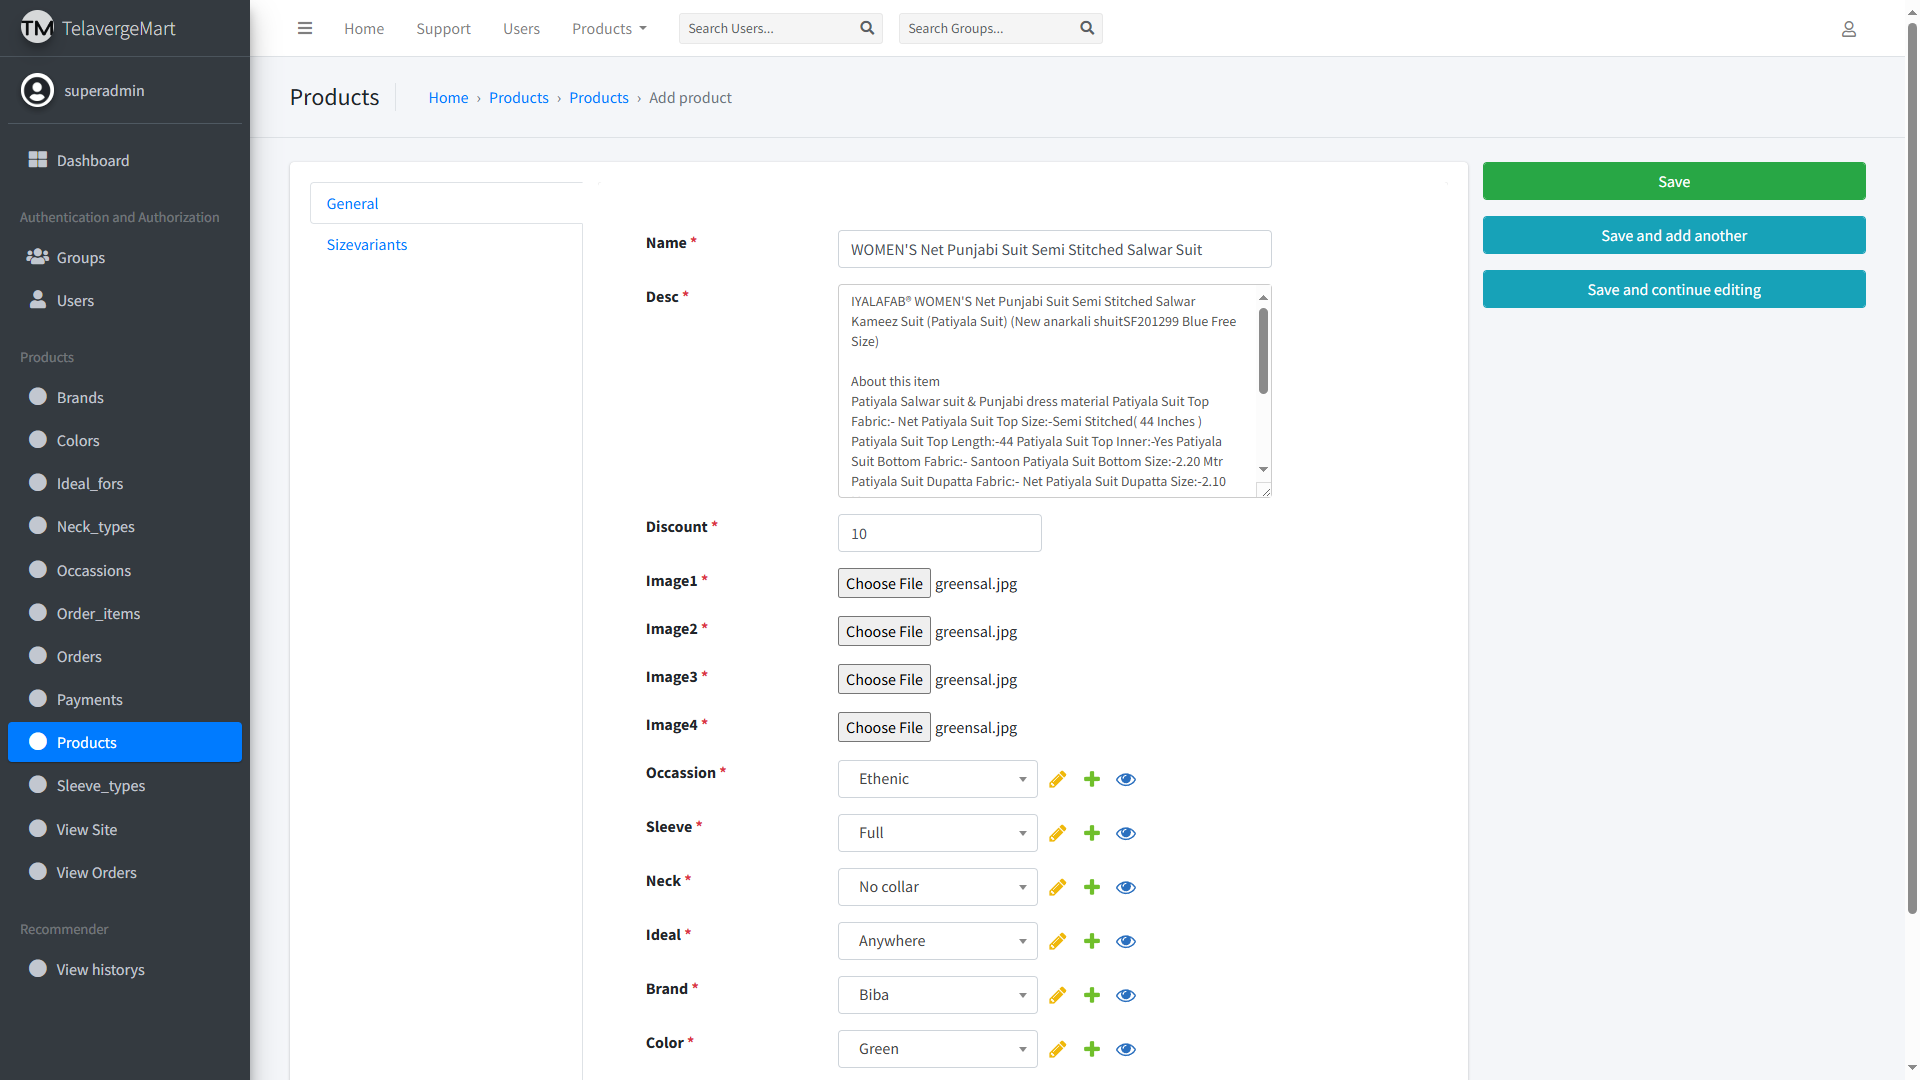 TM TelavergeMart
superadmin
Dashboard
Authentication and Authorization
Groups
Users
Products
Brands
Colors
Ideal_fors
Neck_types
Occassions
Order_items
Orders
Payments
Products
Sleeve_types
View Site
View Orders
Recommender
View historys
Home Support Users Products Search Users... Search Groups...
Products Home › Products › Products › Add product
General
Sizevariants
Name *
WOMEN'S Net Punjabi Suit Semi Stitched Salwar Suit
Desc *
IYALAFAB® WOMEN'S Net Punjabi Suit Semi Stitched Salwar
Kameez Suit (Patiyala Suit) (New anarkali shuitSF201299 Blue Free
Size)
About this item
Patiyala Salwar suit & Punjabi dress material Patiyala Suit Top
Fabric:- Net Patiyala Suit Top Size:-Semi Stitched( 44 Inches )
Patiyala Suit Top Length:-44 Patiyala Suit Top Inner:-Yes Patiyala
Suit Bottom Fabric:- Santoon Patiyala Suit Bottom Size:-2.20 Mtr
Patiyala Suit Dupatta Fabric:- Net Patiyala Suit Dupatta Size:-2.10
Discount *
10
Image1 * Choose File greensal.jpg
Image2 * Choose File greensal.jpg
Image3 * Choose File greensal.jpg
Image4 * Choose File greensal.jpg
Occassion * Ethenic
Sleeve * Full
Neck * No collar
Ideal * Anywhere
Brand * Biba
Color * Green
Save
Save and add another
Save and continue editing